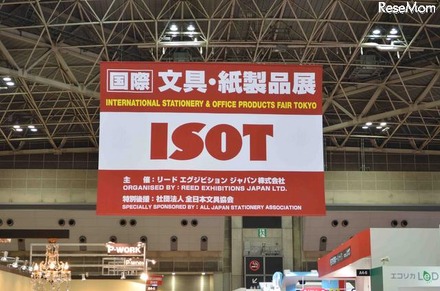 ReseMom
国際 文具・紙製品展
INTERNATIONAL STATIONERY & OFFICE PRODUCTS FAIR TOKYO
ISOT
主　催：リード エグジビション ジャパン 株式会社
ORGANISED BY : REED EXHIBITIONS JAPAN LTD.
特別後援：社団法人 全日本文具協会
SPECIALLY SPONSORED BY : ALL JAPAN STATIONERY ASSOCIATION
P-WORK
エコリカ LED